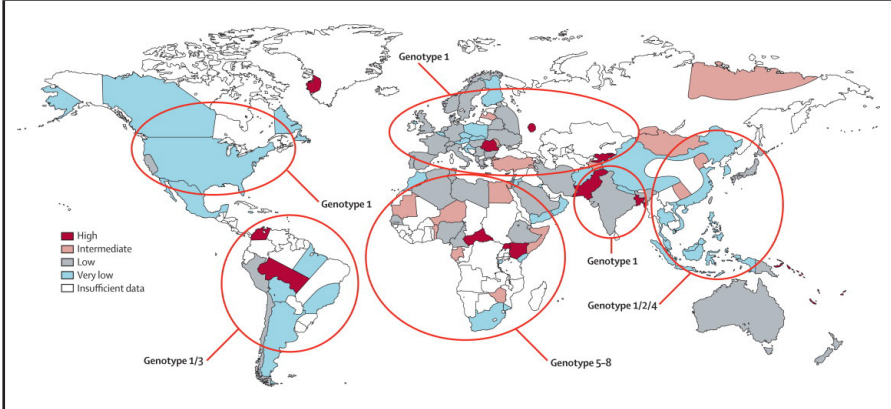 Genotype 1
Genotype 1
High
Intermediate
Low
Very low
Insufficient data
Genotype 1
Genotype 1/2/4
Genotype 1/3
Genotype 5–8